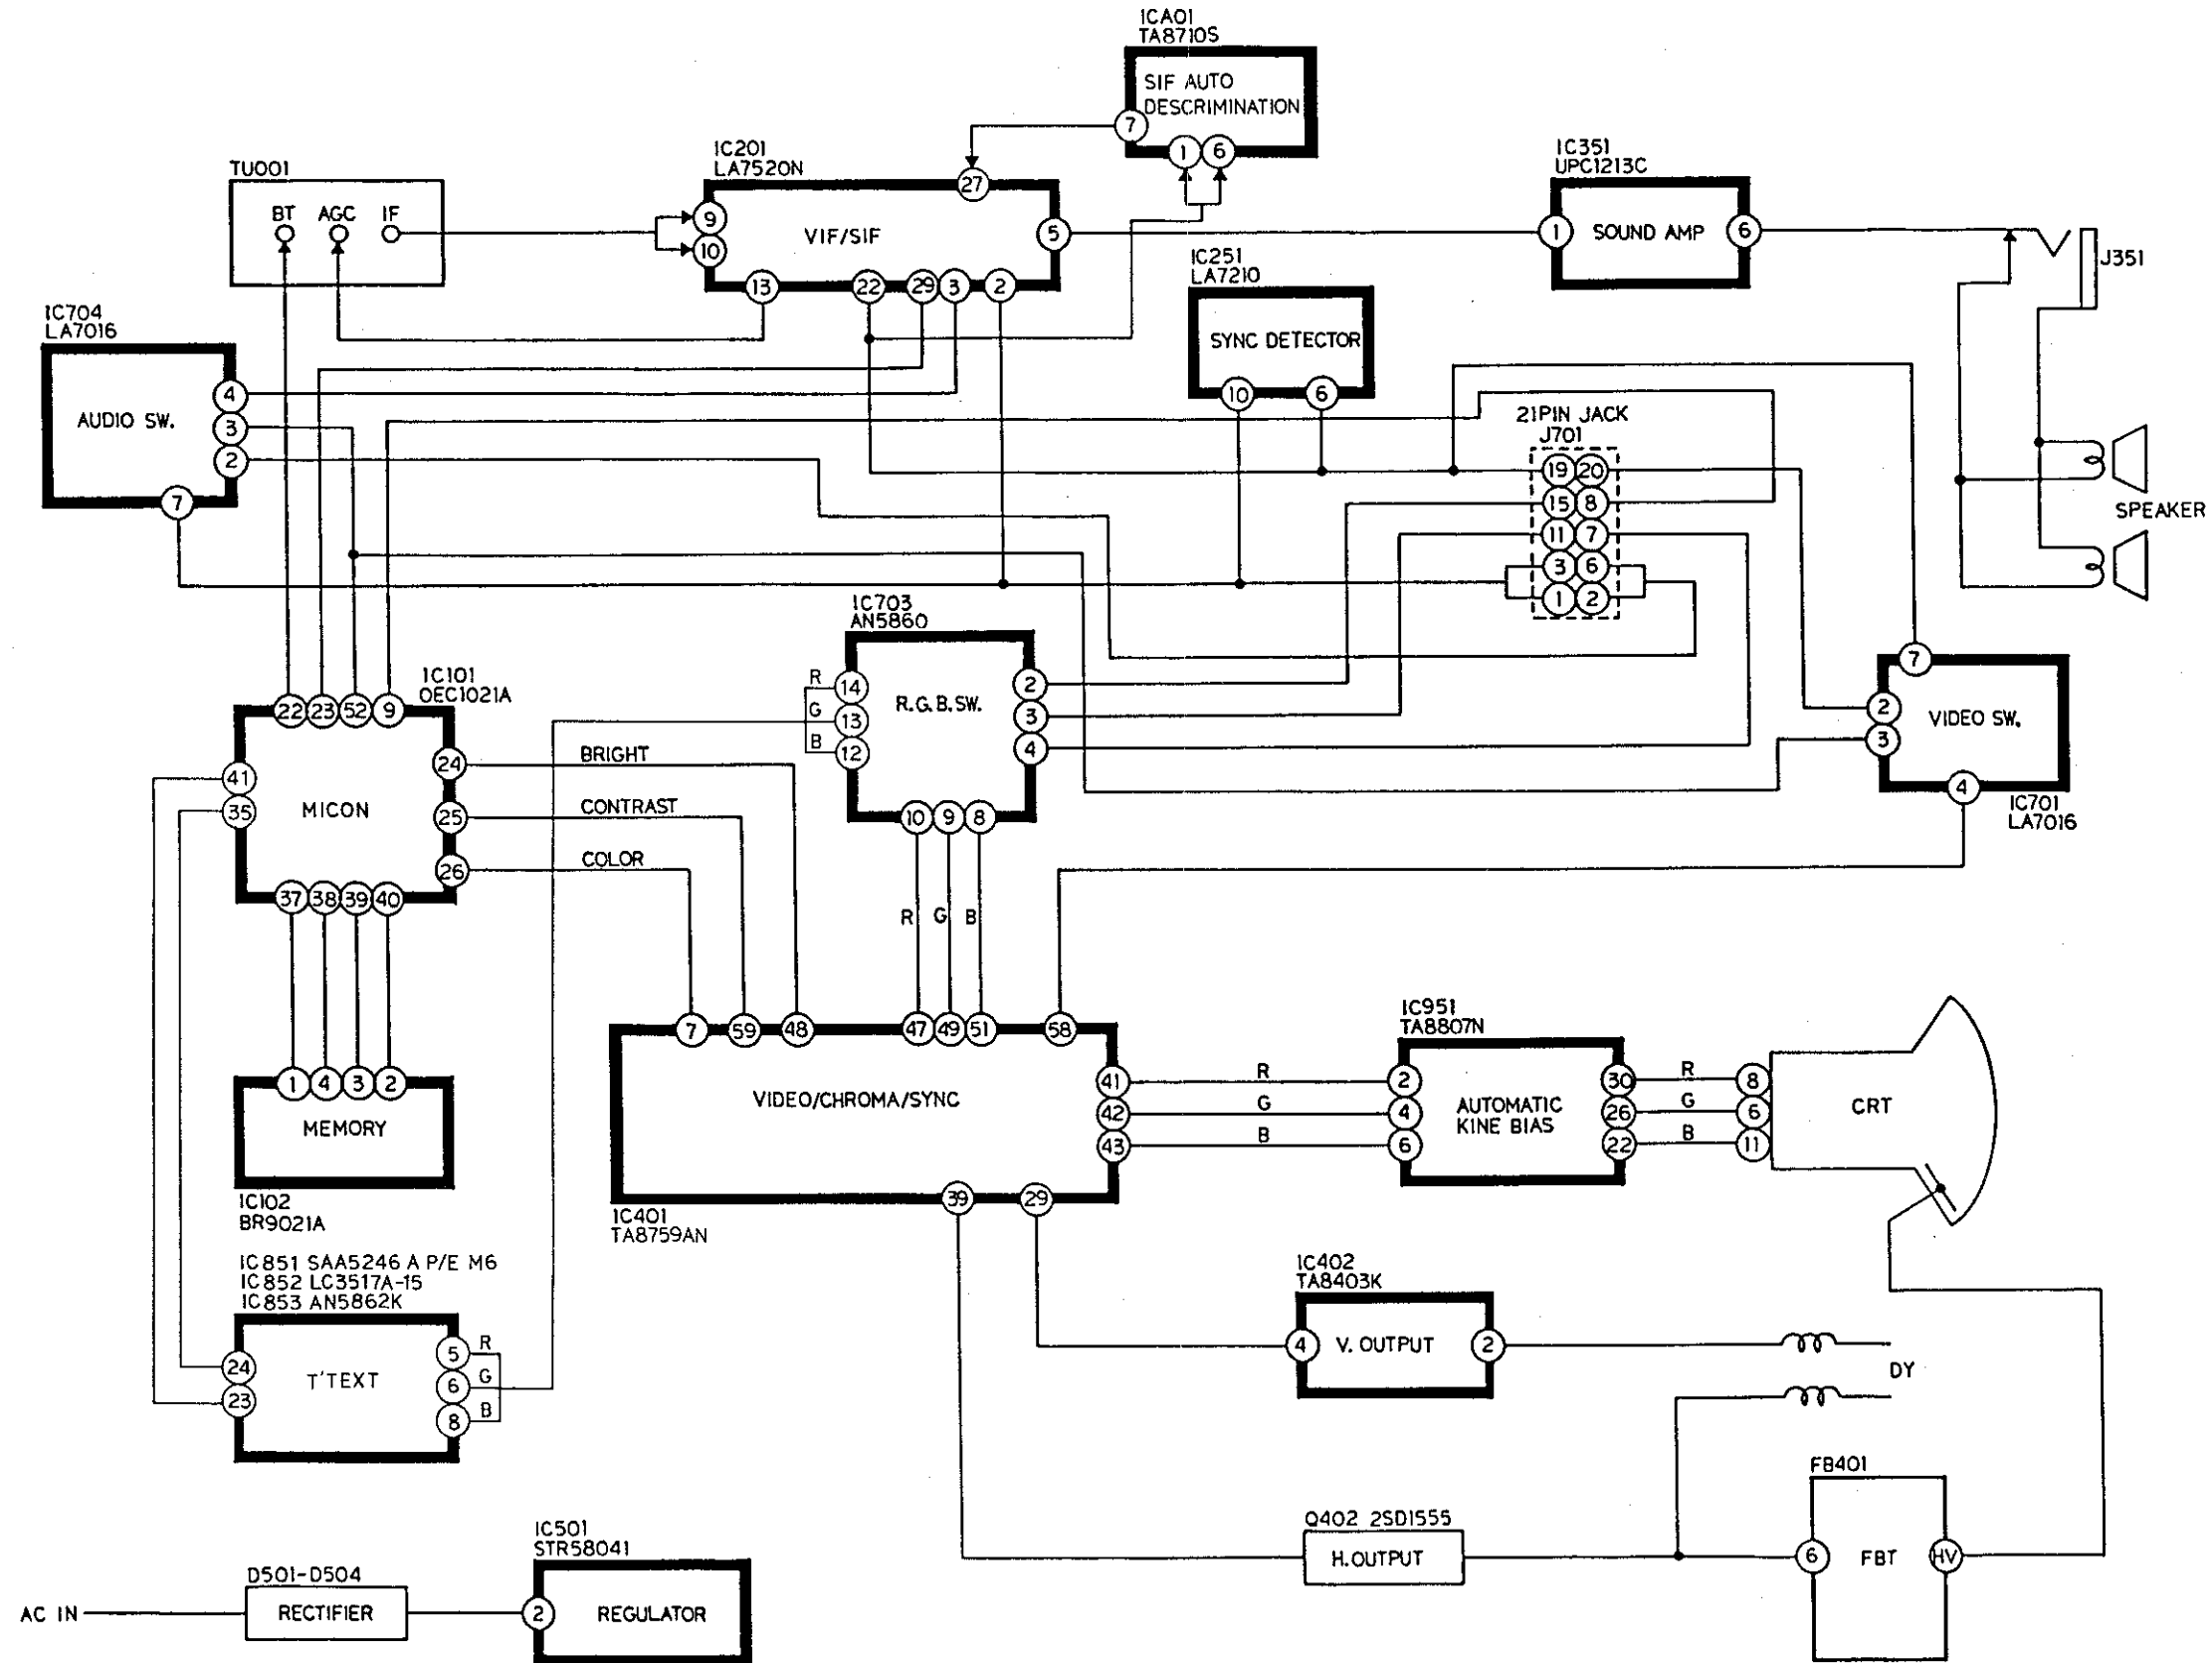 ICA01
TA8710S
SIF AUTO
DESCRIMINATION
7
1 6
IC201
LA7520N
27
9
10
VIF/SIF
5
13 22 29 3 2
TU001
BT AGC IF
IC351
UPC1213C
1 SOUND AMP 6
J351
IC251
LA7210
SYNC DETECTOR
10 6
IC704
LA7016
AUDIO SW.
4
3
2
7
21PIN JACK
J701
19 20
15 8
11 7
3 6
1 2
SPEAKER
IC703
AN5860
R 14
G 13
B 12
R.G.B.SW.
2
3
4
10 9 8
R G B
7
2
3
VIDEO SW.
4
IC701
LA7016
IC101
OEC1021A
22 23 52 9
41
35
MICON
24 BRIGHT
25 CONTRAST
26 COLOR
37 38 39 40
1 4 3 2
MEMORY
IC102
BR9021A
7 59 48 47 49 51 58
VIDEO/CHROMA/SYNC
41 R
42 G
43 B
39 29
IC401
TA8759AN
IC951
TA8807N
2
4
6
AUTOMATIC
KINE BIAS
30 R 8
26 G 6
22 B 11
CRT
IC851 SAA5246 A P/E M6
IC852 LC3517A-15
IC853 AN5862K
24
23
T'TEXT
5 R
6 G
8 B
IC402
TA8403K
4 V. OUTPUT 2
DY
FB401
6 FBT HV
Q402 2SD1555
H.OUTPUT
IC501
STR58041
2 REGULATOR
D501-D504
AC IN RECTIFIER